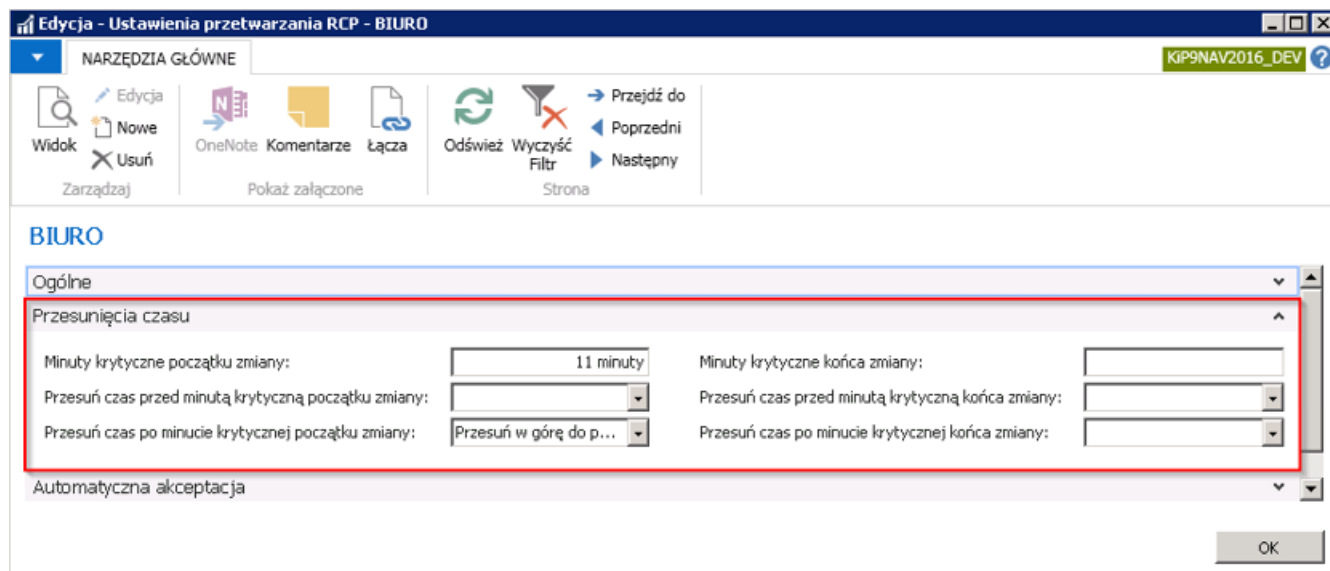 Edycja - Ustawienia przetwarzania RCP - BIURO
NARZĘDZIA GŁÓWNE
KiP9NAV2016_DEV
Widok
Edycja
Nowe
Usuń
OneNote Komentarze Łącza
Odśwież Wyczyść Filtr
Przejdź do
Poprzedni
Następny
Zarządzaj
Pokaż załączone
Strona
BIURO
Ogólne
Przesunięcia czasu
Minuty krytyczne początku zmiany: 11 minuty
Minuty krytyczne końca zmiany:
Przesuń czas przed minutą krytyczną początku zmiany:
Przesuń czas przed minutą krytyczną końca zmiany:
Przesuń czas po minucie krytycznej początku zmiany: Przesuń w górę do p...
Przesuń czas po minucie krytycznej końca zmiany:
Automatyczna akceptacja
OK